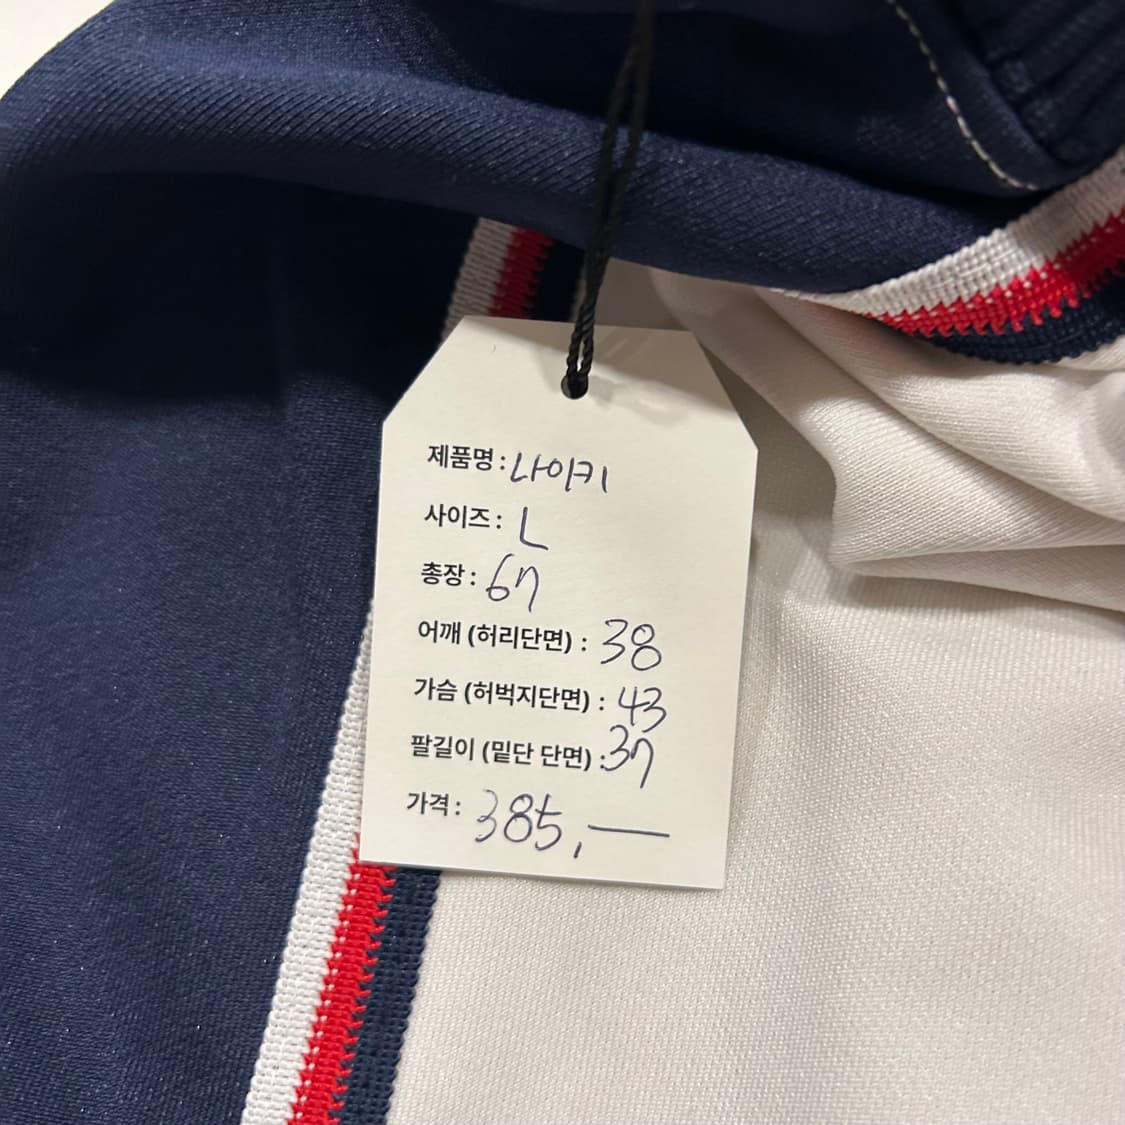 제품명 : 나이키
사이즈 : L
총장 : 67
어깨 (허리단면) : 38
가슴 (허벅지단면) : 43
팔길이 (밑단 단면) : 37
가격 : 385,—